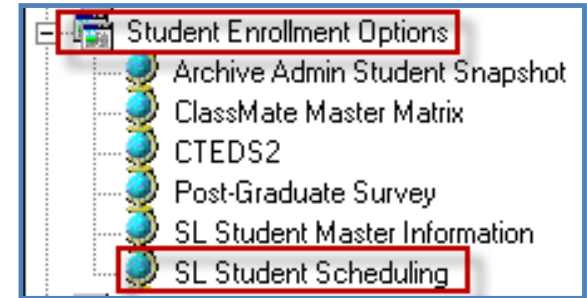 Student Enrollment Options
Archive Admin Student Snapshot
ClassMate Master Matrix
CTEDS2
Post-Graduate Survey
SL Student Master Information
SL Student Scheduling